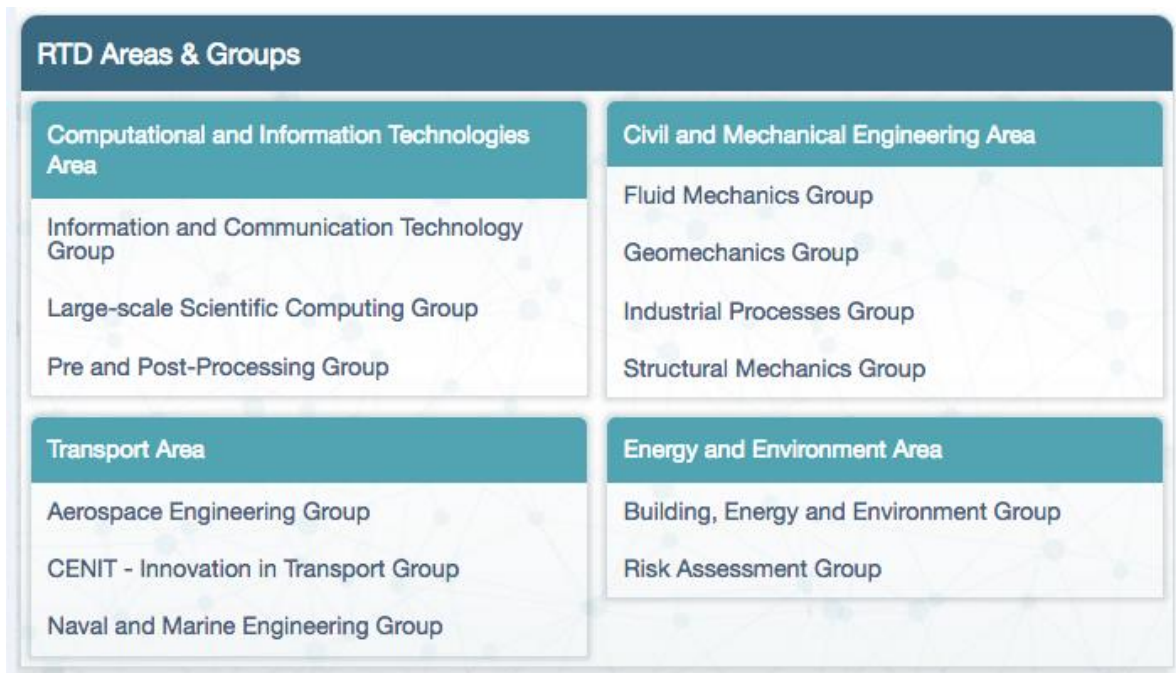 RTD Areas & Groups
Computational and Information Technologies
Area
Information and Communication Technology
Group
Large-scale Scientific Computing Group
Pre and Post-Processing Group
Civil and Mechanical Engineering Area
Fluid Mechanics Group
Geomechanics Group
Industrial Processes Group
Structural Mechanics Group
Transport Area
Aerospace Engineering Group
CENIT - Innovation in Transport Group
Naval and Marine Engineering Group
Energy and Environment Area
Building, Energy and Environment Group
Risk Assessment Group